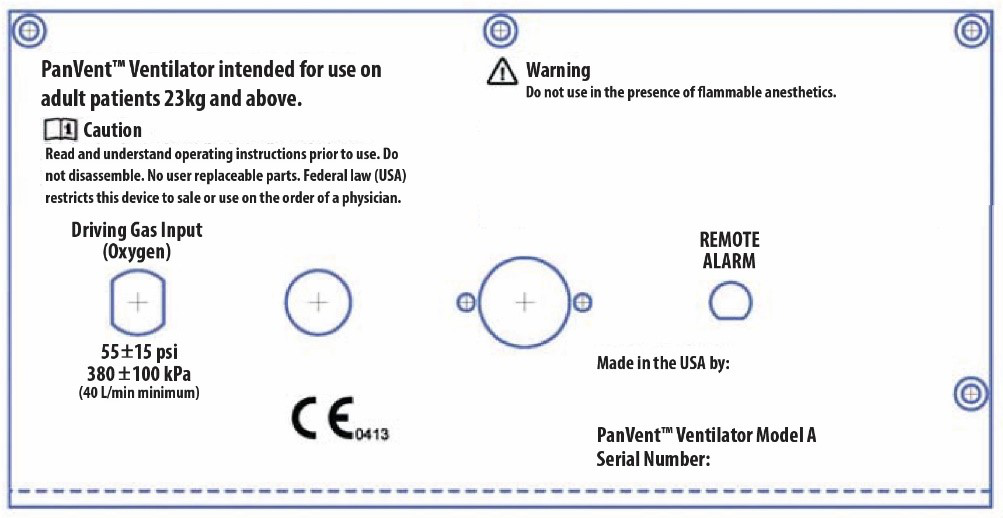 PanVent™ Ventilator intended for use on
adult patients 23kg and above.
Caution
Read and understand operating instructions prior to use. Do
not disassemble. No user replaceable parts. Federal law (USA)
restricts this device to sale or use on the order of a physician.
Warning
Do not use in the presence of flammable anesthetics.
Driving Gas Input
(Oxygen)
55±15 psi
380 ±100 kPa
(40 L/min minimum)
CE 0413
REMOTE
ALARM
Made in the USA by:
PanVent™ Ventilator Model A
Serial Number: